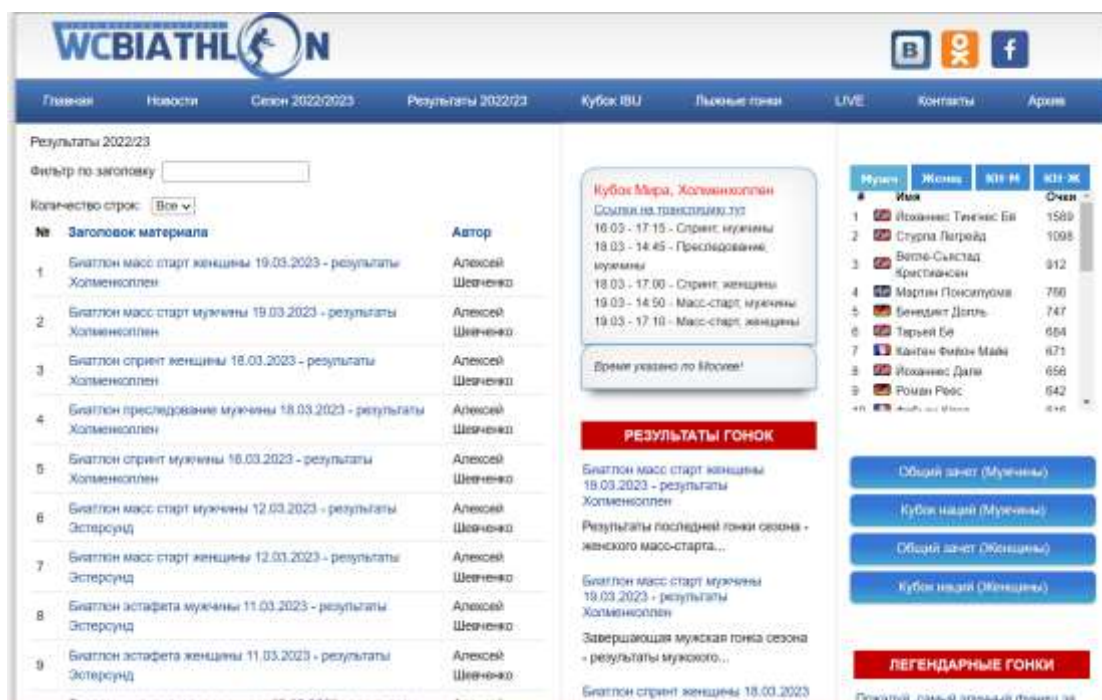 WCBIATHLON
Главная Новости Сезон 2022/2023 Результаты 2022/23 Кубок IBU Лыжные гонки LIVE Контакты Архив
Результаты 2022/23
Фильтр по заголовку
Количество строк: Все
№ Заголовок материала Автор
1 Биатлон масс старт женщины 19.03.2023 - результаты Алексей
Холменколлен Шевченко
2 Биатлон масс старт мужчины 19.03.2023 - результаты Алексей
Холменколлен Шевченко
3 Биатлон спринт женщины 18.03.2023 - результаты Алексей
Холменколлен Шевченко
4 Биатлон преследование мужчины 18.03.2023 - результаты Алексей
Холменколлен Шевченко
5 Биатлон спринт мужчины 16.03.2023 - результаты Алексей
Холменколлен Шевченко
6 Биатлон масс старт мужчины 12.03.2023 - результаты Алексей
Эстерсунд Шевченко
7 Биатлон масс старт женщины 12.03.2023 - результаты Алексей
Эстерсунд Шевченко
8 Биатлон эстафета мужчины 11.03.2023 - результаты Алексей
Эстерсунд Шевченко
9 Биатлон эстафета женщины 11.03.2023 - результаты Алексей
Эстерсунд Шевченко
Кубок Мира, Холменколлен
Ссылки на трансляцию тут
16.03 - 17:15 - Спринт, мужчины
18.03 - 14:45 - Преследование,
мужчины
18.03 - 17:00 - Спринт, женщины
19.03 - 14:50 - Масс-старт, мужчины
19.03 - 17:10 - Масс-старт, женщины
Время указано по Москве!
РЕЗУЛЬТАТЫ ГОНОК
Биатлон масс старт женщины
19.03.2023 - результаты
Холменколлен
Результаты последней гонки сезона -
женского масс-старта...
Биатлон масс старт мужчины
19.03.2023 - результаты
Холменколлен
Завершающая мужская гонка сезона
- результаты мужского...
Биатлон спринт женщины 18.03.2023
Мужч Женщ КН-М КН-Ж
# Имя Очки
1 Йоханнес Тингнес Бё 1589
2 Стурла Легрейд 1098
3 Ветле-Сьостад 912
Кристиансен
4 Мартин Понсилуома 766
5 Бенедикт Долль 747
6 Тарьей Бё 684
7 Кантен Фийон Майе 671
8 Йоханнес Дале 656
9 Роман Реес 642
10
Общий зачет (Мужчины)
Кубок наций (Мужчины)
Общий зачет (Женщины)
Кубок наций (Женщины)
ЛЕГЕНДАРНЫЕ ГОНКИ